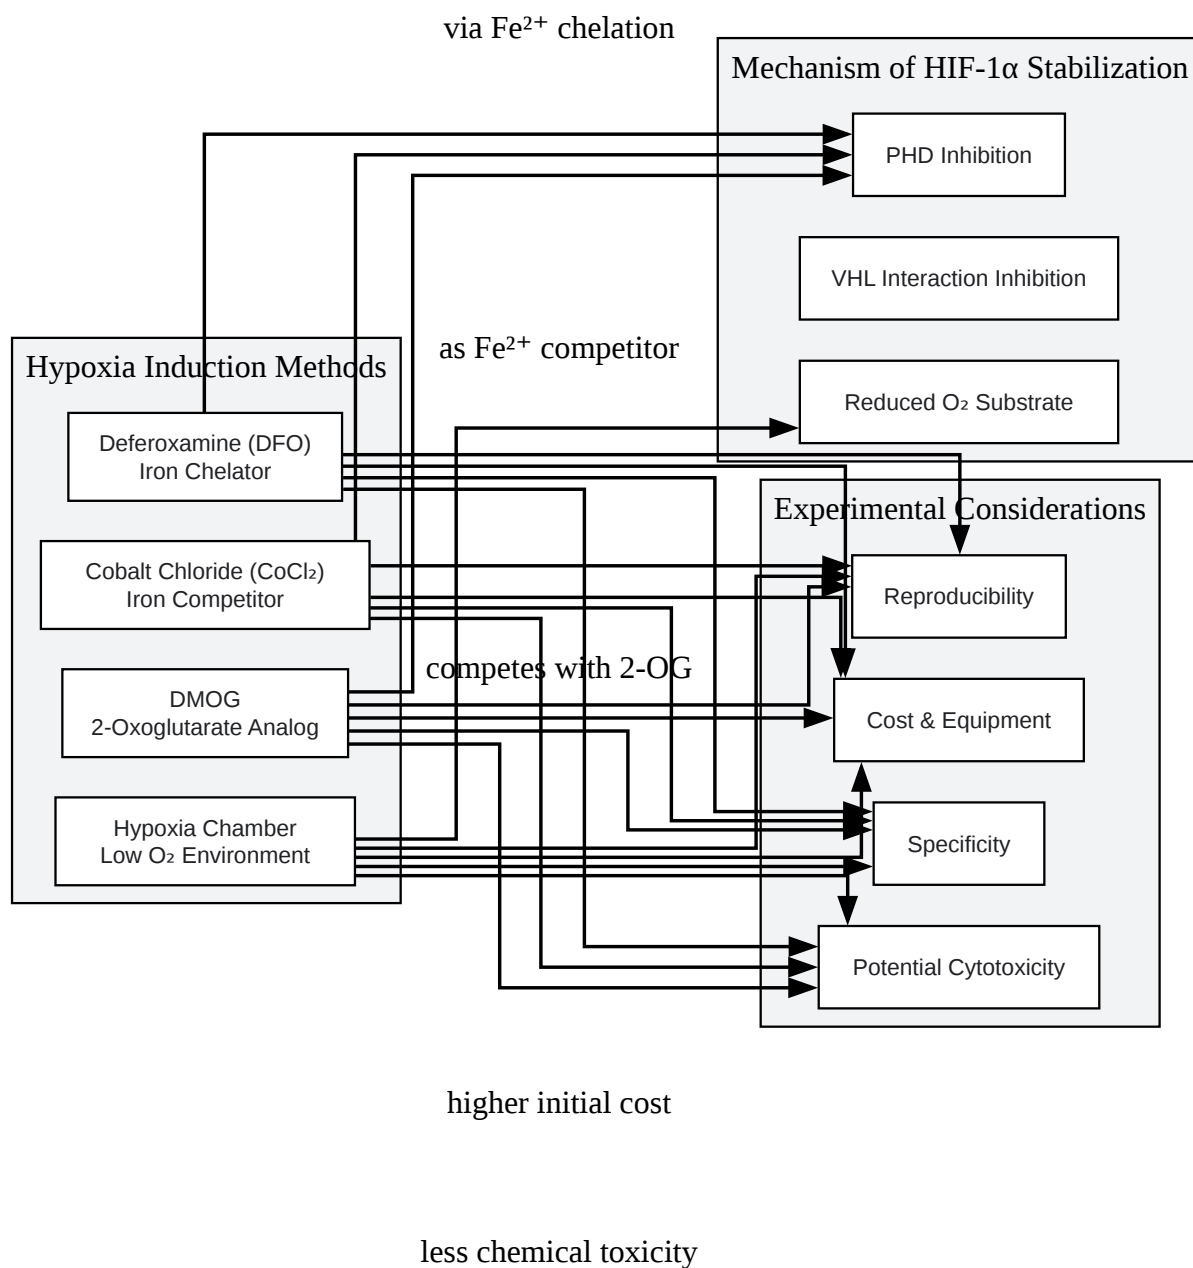 via Fe²⁺ chelation
Mechanism of HIF-1α Stabilization
PHD Inhibition
VHL Interaction Inhibition
as Fe²⁺ competitor
Reduced O₂ Substrate
Hypoxia Induction Methods
Deferoxamine (DFO)
Iron Chelator
Cobalt Chloride (CoCl₂)
Iron Competitor
DMOG
2-Oxoglutarate Analog
Hypoxia Chamber
Low O₂ Environment
competes with 2-OG
Experimental Considerations
Reproducibility
Cost & Equipment
Specificity
Potential Cytotoxicity
higher initial cost
less chemical toxicity